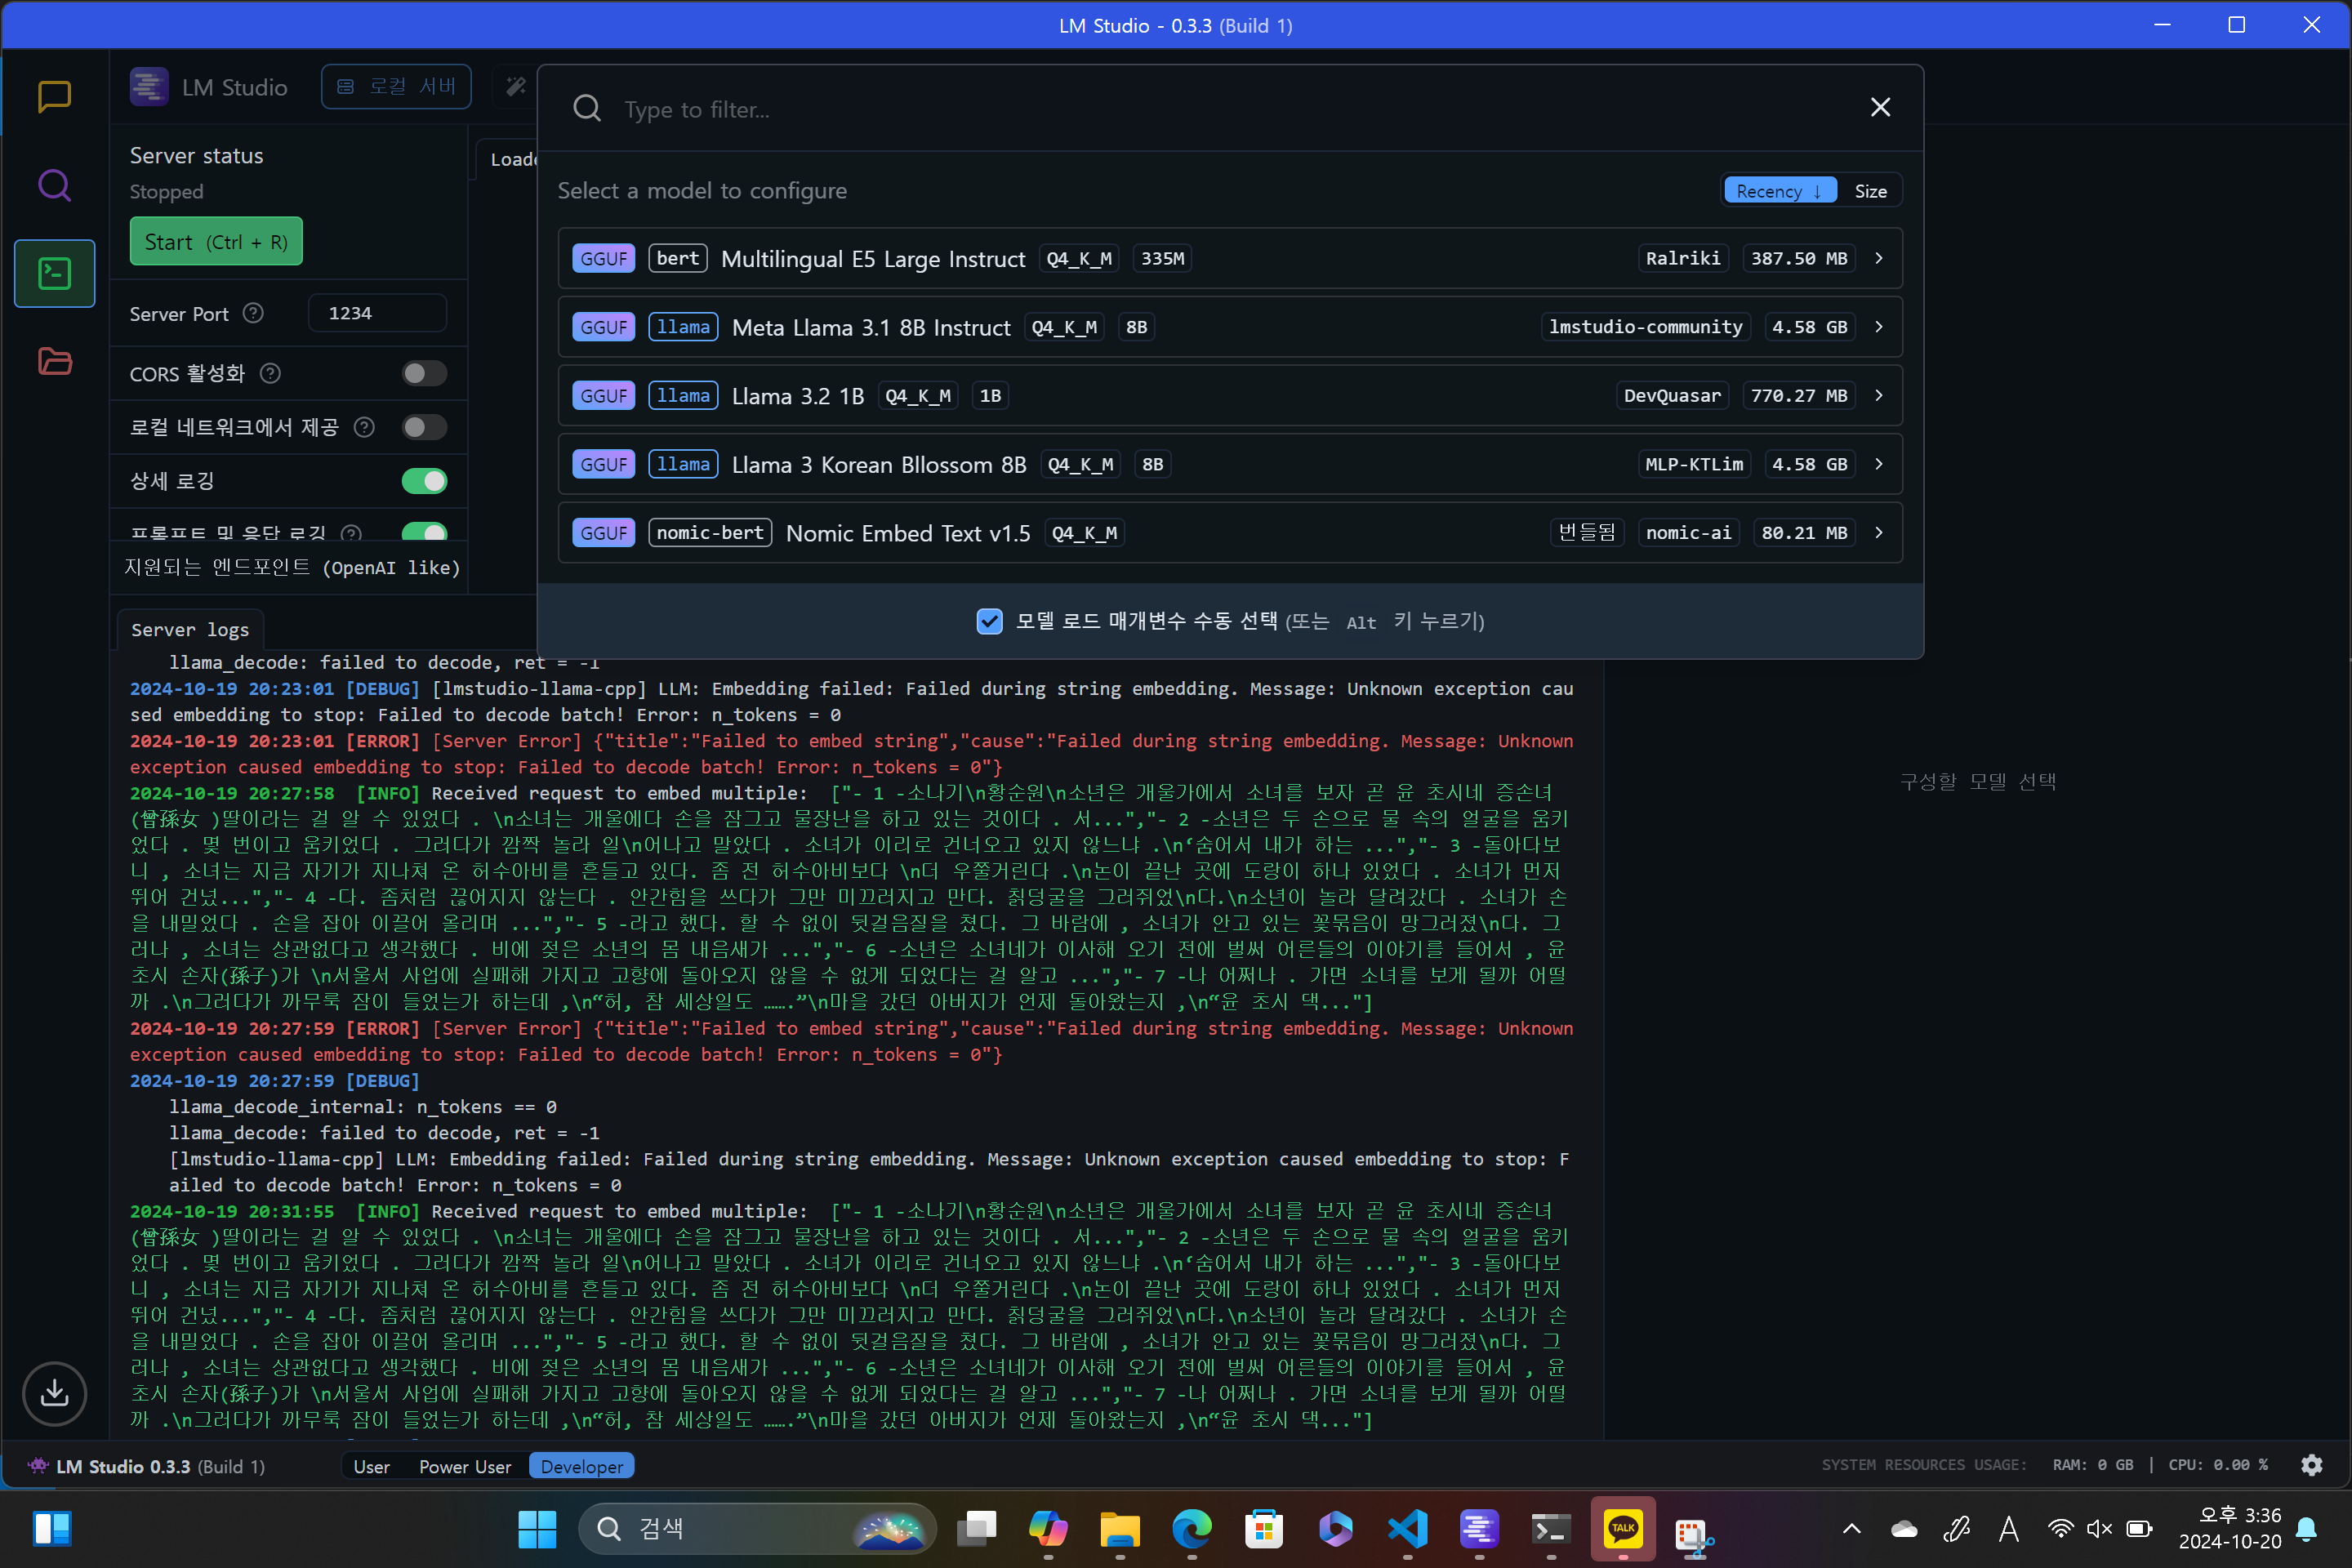 LM Studio - 0.3.3 (Build 1)
LM Studio
로컬 서버
Type to filter...
Server status
Stopped
Start (Ctrl + R)
Loade
Select a model to configure
Recency ↓ Size
GGUF bert Multilingual E5 Large Instruct Q4_K_M 335M Ralriki 387.50 MB
GGUF llama Meta Llama 3.1 8B Instruct Q4_K_M 8B lmstudio-community 4.58 GB
GGUF llama Llama 3.2 1B Q4_K_M 1B DevQuasar 770.27 MB
GGUF llama Llama 3 Korean Bllossom 8B Q4_K_M 8B MLP-KTLim 4.58 GB
GGUF nomic-bert Nomic Embed Text v1.5 Q4_K_M 번들됨 nomic-ai 80.21 MB
모델 로드 매개변수 수동 선택 (또는 Alt 키 누르기)
Server Port 1234
CORS 활성화
로컬 네트워크에서 제공
상세 로깅
프롬프트 및 응답 로깅
지원되는 엔드포인트 (OpenAI like)
Server logs
llama_decode: failed to decode, ret = -1
2024-10-19 20:23:01 [DEBUG] [lmstudio-llama-cpp] LLM: Embedding failed: Failed during string embedding. Message: Unknown exception cau
sed embedding to stop: Failed to decode batch! Error: n_tokens = 0
2024-10-19 20:23:01 [ERROR] [Server Error] {"title":"Failed to embed string","cause":"Failed during string embedding. Message: Unknown
exception caused embedding to stop: Failed to decode batch! Error: n_tokens = 0"}
2024-10-19 20:27:58 [INFO] Received request to embed multiple: ["- 1 -소나기\n황순원\n소년은 개울가에서 소녀를 보자 곧 윤 초시네 증손녀
(曾孫女 )딸이라는 걸 알 수 있었다 . \n소녀는 개울에다 손을 잠그고 물장난을 하고 있는 것이다 . 서...","- 2 -소년은 두 손으로 물 속의 얼굴을 움키
었다 . 몇 번이고 움키었다 . 그러다가 깜짝 놀라 일\n어나고 말았다 . 소녀가 이리로 건너오고 있지 않느냐 .\n‘숨어서 내가 하는 ...","- 3 -돌아다보
니 , 소녀는 지금 자기가 지나쳐 온 허수아비를 흔들고 있다. 좀 전 허수아비보다 \n더 우쭐거린다 .\n논이 끝난 곳에 도랑이 하나 있었다 . 소녀가 먼저
뛰어 건넜...","- 4 -다. 좀처럼 끊어지지 않는다 . 안간힘을 쓰다가 그만 미끄러지고 만다. 칡덩굴을 그러쥐었\n다.\n소년이 놀라 달려갔다 . 소녀가 손
을 내밀었다 . 손을 잡아 이끌어 올리며 ...","- 5 -라고 했다. 할 수 없이 뒷걸음질을 쳤다. 그 바람에 , 소녀가 안고 있는 꽃묶음이 망그러졌\n다. 그
러나 , 소녀는 상관없다고 생각했다 . 비에 젖은 소년의 몸 내음새가 ...","- 6 -소년은 소녀네가 이사해 오기 전에 벌써 어른들의 이야기를 들어서 , 윤
초시 손자(孫子)가 \n서울서 사업에 실패해 가지고 고향에 돌아오지 않을 수 없게 되었다는 걸 알고 ...","- 7 -나 어쩌나 . 가면 소녀를 보게 될까 어떨
까 .\n그러다가 까무룩 잠이 들었는가 하는데 ,\n“허, 참 세상일도 …….”\n마을 갔던 아버지가 언제 돌아왔는지 ,\n“윤 초시 댁..."]
2024-10-19 20:27:59 [ERROR] [Server Error] {"title":"Failed to embed string","cause":"Failed during string embedding. Message: Unknown
exception caused embedding to stop: Failed to decode batch! Error: n_tokens = 0"}
2024-10-19 20:27:59 [DEBUG]
llama_decode_internal: n_tokens == 0
llama_decode: failed to decode, ret = -1
[lmstudio-llama-cpp] LLM: Embedding failed: Failed during string embedding. Message: Unknown exception caused embedding to stop: F
ailed to decode batch! Error: n_tokens = 0
2024-10-19 20:31:55 [INFO] Received request to embed multiple: ["- 1 -소나기\n황순원\n소년은 개울가에서 소녀를 보자 곧 윤 초시네 증손녀
(曾孫女 )딸이라는 걸 알 수 있었다 . \n소녀는 개울에다 손을 잠그고 물장난을 하고 있는 것이다 . 서...","- 2 -소년은 두 손으로 물 속의 얼굴을 움키
었다 . 몇 번이고 움키었다 . 그러다가 깜짝 놀라 일\n어나고 말았다 . 소녀가 이리로 건너오고 있지 않느냐 .\n‘숨어서 내가 하는 ...","- 3 -돌아다보
니 , 소녀는 지금 자기가 지나쳐 온 허수아비를 흔들고 있다. 좀 전 허수아비보다 \n더 우쭐거린다 .\n논이 끝난 곳에 도랑이 하나 있었다 . 소녀가 먼저
뛰어 건넜...","- 4 -다. 좀처럼 끊어지지 않는다 . 안간힘을 쓰다가 그만 미끄러지고 만다. 칡덩굴을 그러쥐었\n다.\n소년이 놀라 달려갔다 . 소녀가 손
을 내밀었다 . 손을 잡아 이끌어 올리며 ...","- 5 -라고 했다. 할 수 없이 뒷걸음질을 쳤다. 그 바람에 , 소녀가 안고 있는 꽃묶음이 망그러졌\n다. 그
러나 , 소녀는 상관없다고 생각했다 . 비에 젖은 소년의 몸 내음새가 ...","- 6 -소년은 소녀네가 이사해 오기 전에 벌써 어른들의 이야기를 들어서 , 윤
초시 손자(孫子)가 \n서울서 사업에 실패해 가지고 고향에 돌아오지 않을 수 없게 되었다는 걸 알고 ...","- 7 -나 어쩌나 . 가면 소녀를 보게 될까 어떨
까 .\n그러다가 까무룩 잠이 들었는가 하는데 ,\n“허, 참 세상일도 …….”\n마을 갔던 아버지가 언제 돌아왔는지 ,\n“윤 초시 댁..."]
구성할 모델 선택
LM Studio 0.3.3 (Build 1)
User Power User Developer
SYSTEM RESOURCES USAGE: RAM: 0 GB | CPU: 0.00 %
검색
TALK
A
오후 3:36
2024-10-20